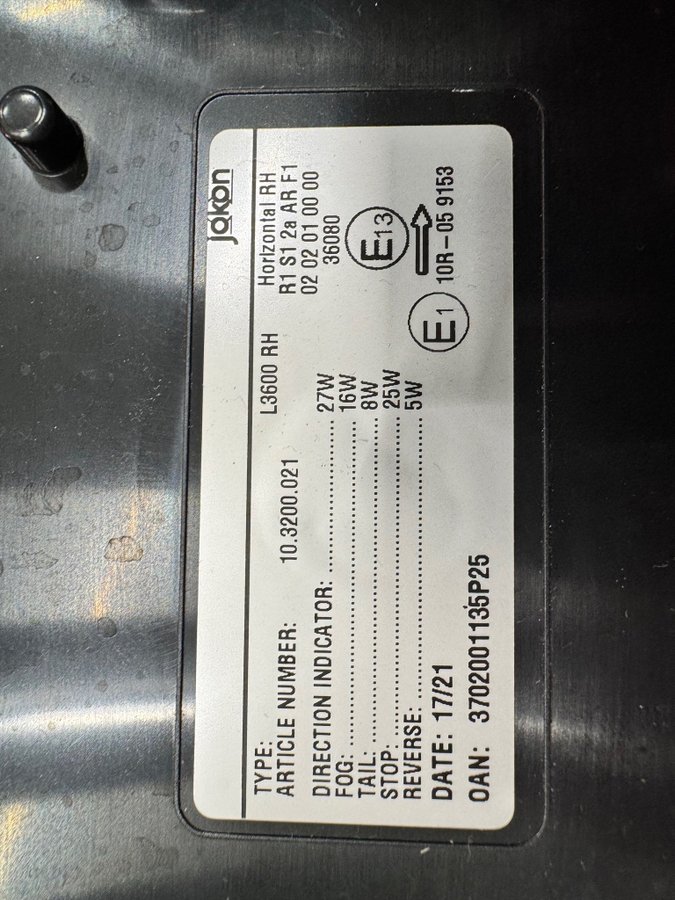 jokon
TYPE: L3600 RH Horizontal RH
ARTICLE NUMBER: 10.3200.021 R1 S1 2a AR F1
02 02 01 00 00
DIRECTION INDICATOR: 27W 36080
FOG: 16W
TAIL: 8W E13
STOP: 25W
REVERSE: 5W
DATE: 17/21 E1 10R-05 9153
OAN: 3702001135P25